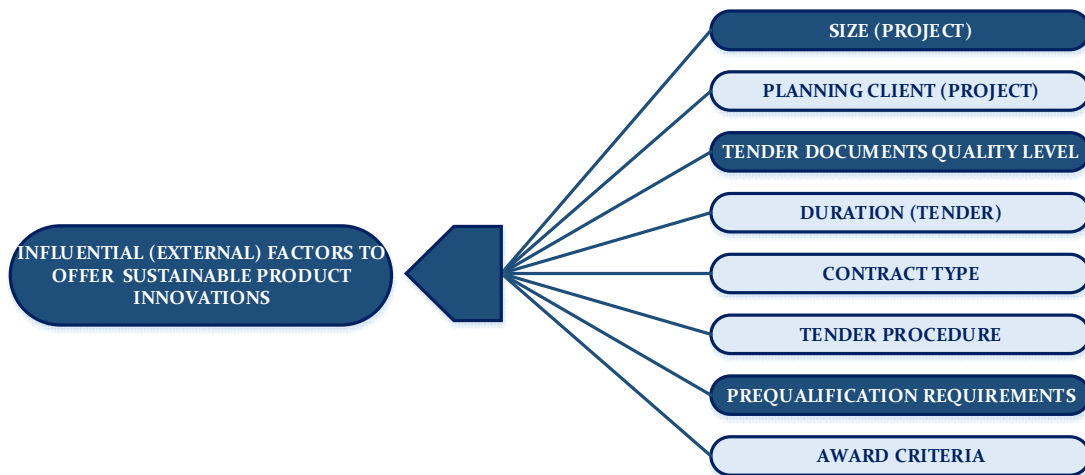 SIZE (PROJECT)
PLANNING CLIENT (PROJECT)
TENDER DOCUMENTS QUALITY LEVEL
DURATION (TENDER)
INFLUENTIAL (EXTERNAL) FACTORS TO
OFFER SUSTAINABLE PRODUCT
INNOVATIONS
CONTRACT TYPE
TENDER PROCEDURE
PREQUALIFICATION REQUIREMENTS
AWARD CRITERIA